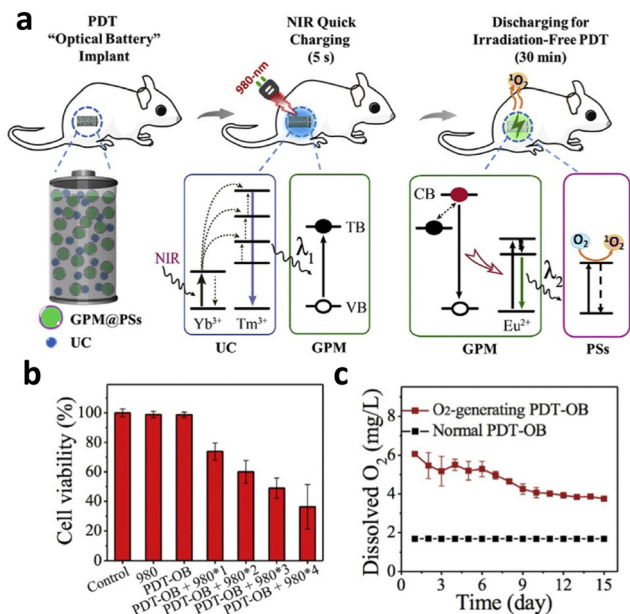 a
PDT
"Optical Battery"
Implant
NIR Quick
Charging
(5 s)
Discharging for
Irradiation-Free PDT
(30 min)
980-nm
¹O₂
NIR
λ₁
TB
VB
Yb³⁺ Tm³⁺
UC
GPM
CB
λ₂
Eu²⁺
GPM
O₂ ¹O₂
PSs
GPM@PSs
UC
b
Cell viability (%)
120
100
80
60
40
20
0
Control
980
PDT-OB
PDT-OB + 980*1
PDT-OB + 980*2
PDT-OB + 980*3
PDT-OB + 980*4
c
Dissolved O₂ (mg/L)
8
6
4
2
0
O₂-generating PDT-OB
Normal PDT-OB
0 3 6 9 12 15
Time (day)